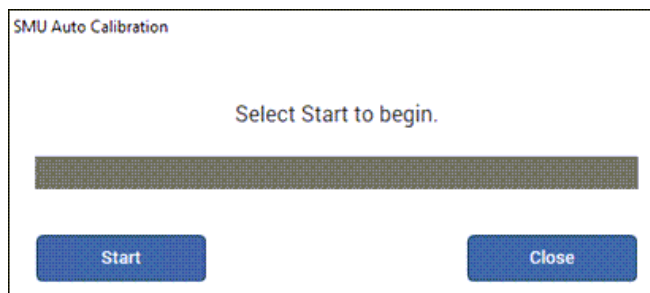 SMU Auto Calibration
Select Start to begin.
Start
Close